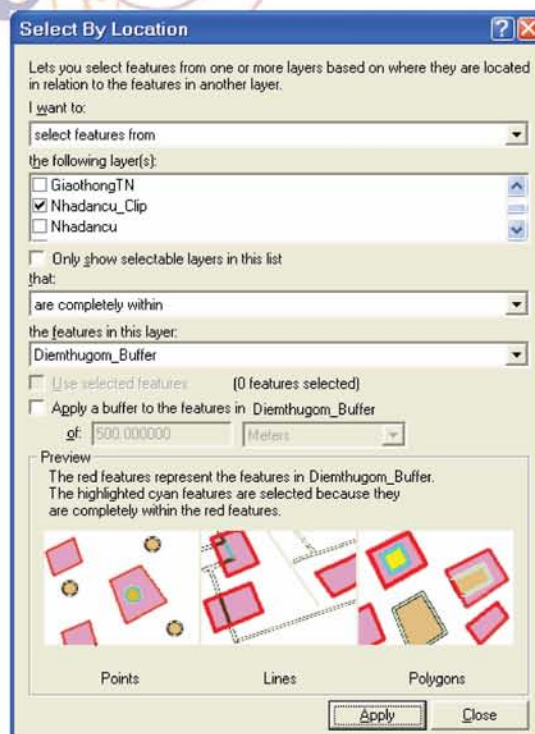 Select By Location
Lets you select features from one or more layers based on where they are located
in relation to the features in another layer.
I want to:
select features from
the following layer(s):
GiaothongTN
Nhadancu_Clip
Nhadancu
Only show selectable layers in this list
that:
are completely within
the features in this layer:
Diemthugom_Buffer
Use selected features (0 features selected)
Apply a buffer to the features in Diemthugom_Buffer
of: 500.000000 Meters
Preview
The red features represent the features in Diemthugom_Buffer.
The highlighted cyan features are selected because they
are completely within the red features.
Points Lines Polygons
Apply Close